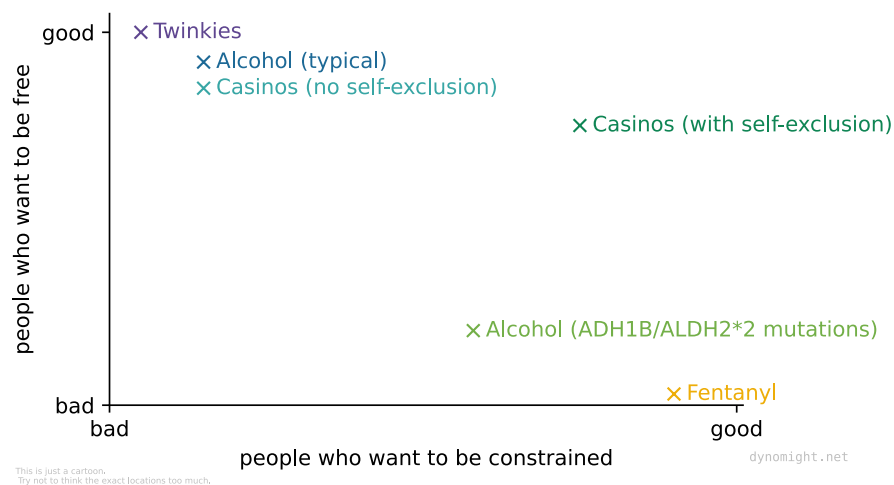 good
Twinkies
Alcohol (typical)
Casinos (no self-exclusion)
Casinos (with self-exclusion)
people who want to be free
Alcohol (ADH1B/ALDH2*2 mutations)
Fentanyl
bad
bad
good
people who want to be constrained
dynomight.net
This is just a cartoon.
Try not to think the exact locations too much.